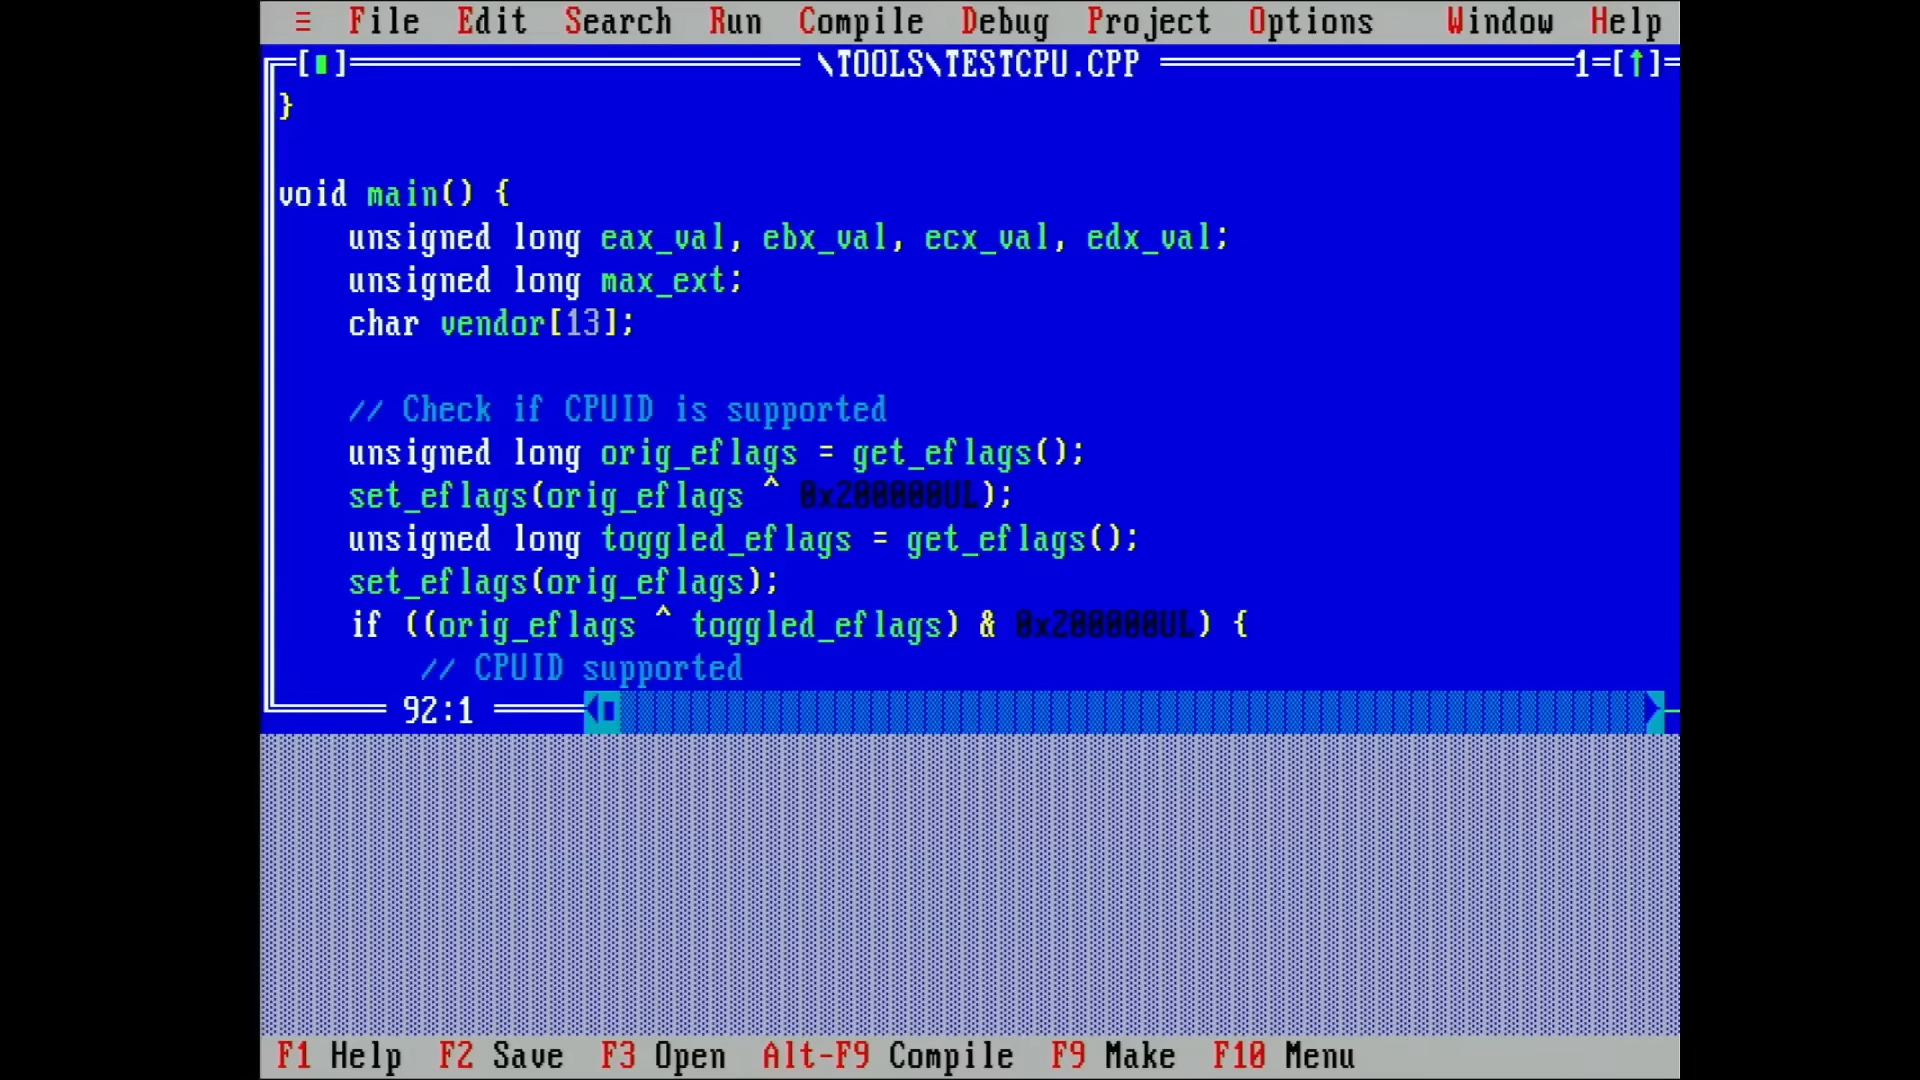 ≡ File Edit Search Run Compile Debug Project Options Window Help
[■] \TOOLS\TESTCPU.CPP 1=[↑]
}
void main() {
    unsigned long eax_val, ebx_val, ecx_val, edx_val;
    unsigned long max_ext;
    char vendor[13];
    // Check if CPUID is supported
    unsigned long orig_eflags = get_eflags();
    set_eflags(orig_eflags ^ 0x200000UL);
    unsigned long toggled_eflags = get_eflags();
    set_eflags(orig_eflags);
    if ((orig_eflags ^ toggled_eflags) & 0x200000UL) {
        // CPUID supported
92:1
F1 Help F2 Save F3 Open Alt-F9 Compile F9 Make F10 Menu